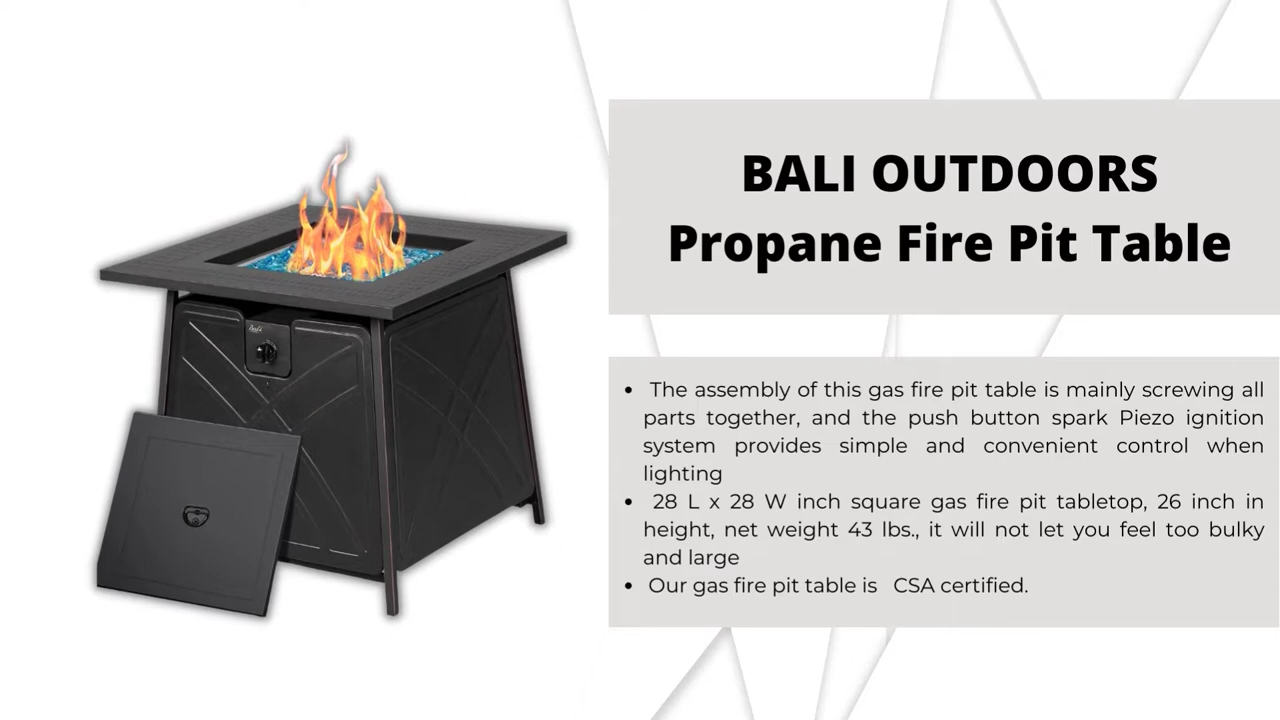 BALI OUTDOORS
Propane Fire Pit Table
Bali
• The assembly of this gas fire pit table is mainly screwing all
parts together, and the push button spark Piezo ignition
system provides simple and convenient control when
lighting
• 28 L x 28 W inch square gas fire pit tabletop, 26 inch in
height, net weight 43 lbs., it will not let you feel too bulky
and large
• Our gas fire pit table is CSA certified.